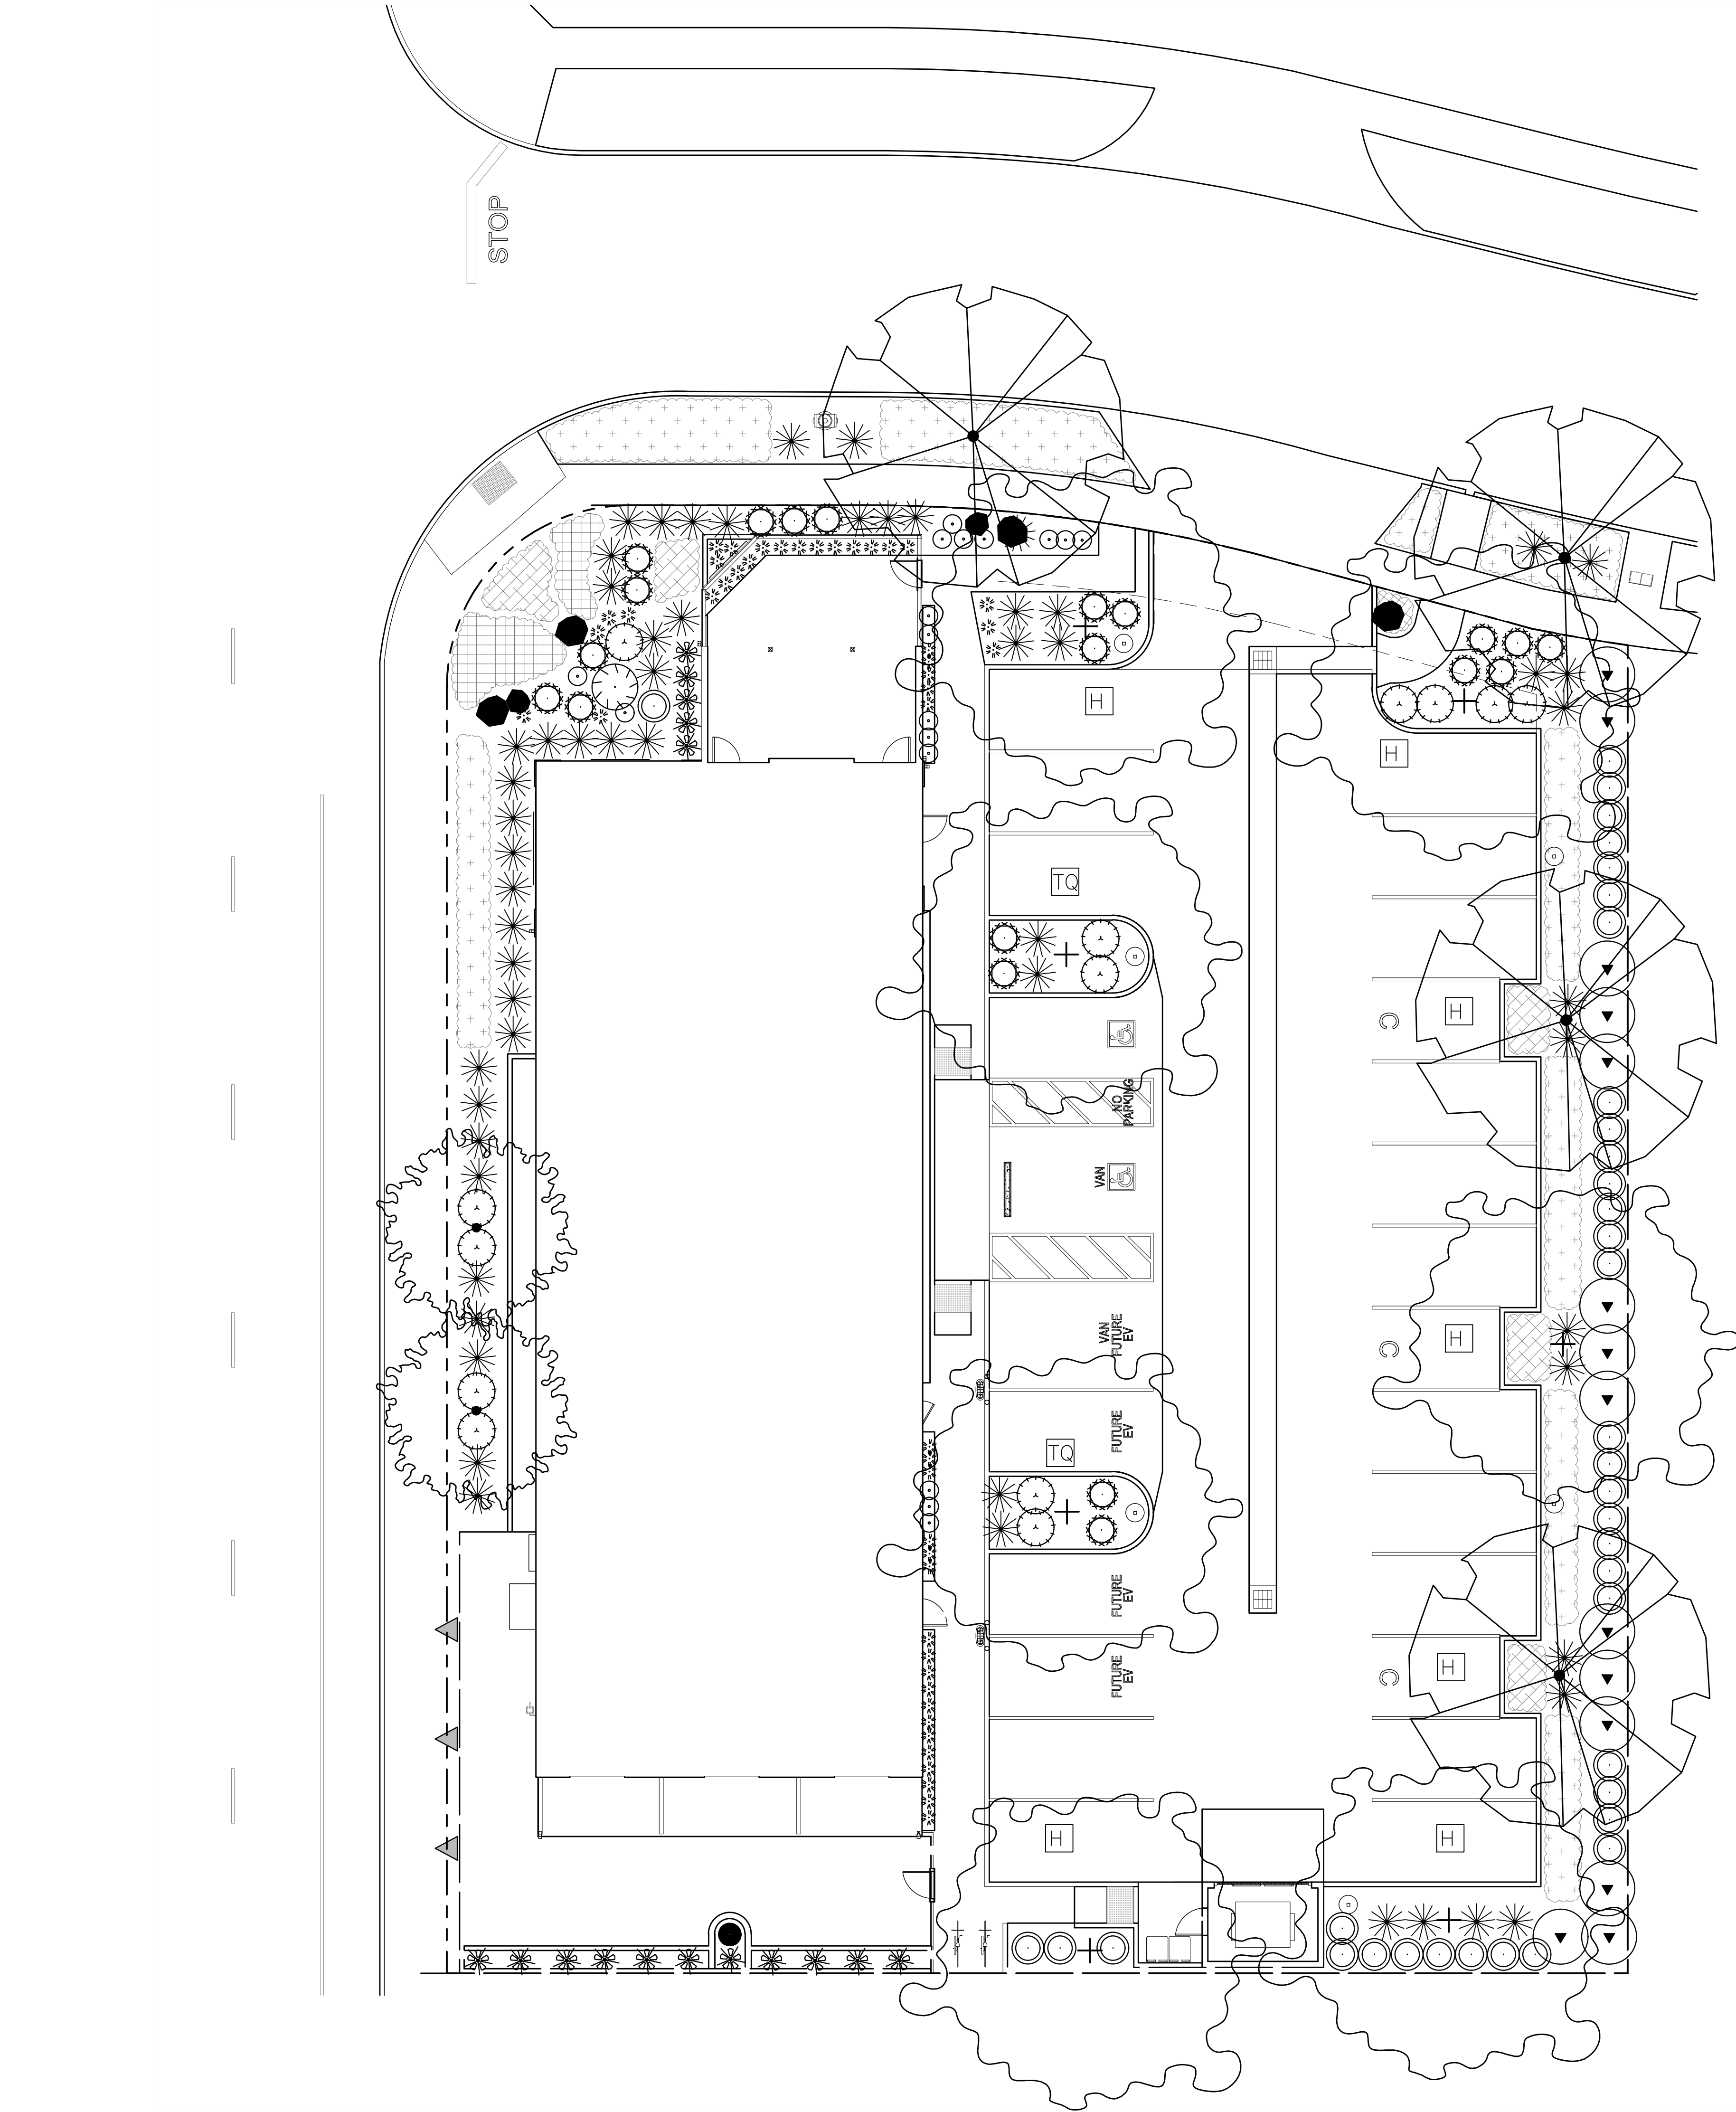 STOP
H
H
TQ
H
C
NO
PARKING
VAN
VAN
FUTURE
EV
H
C
FUTURE
EV
TQ
FUTURE
EV
FUTURE
EV
H
C
H
H